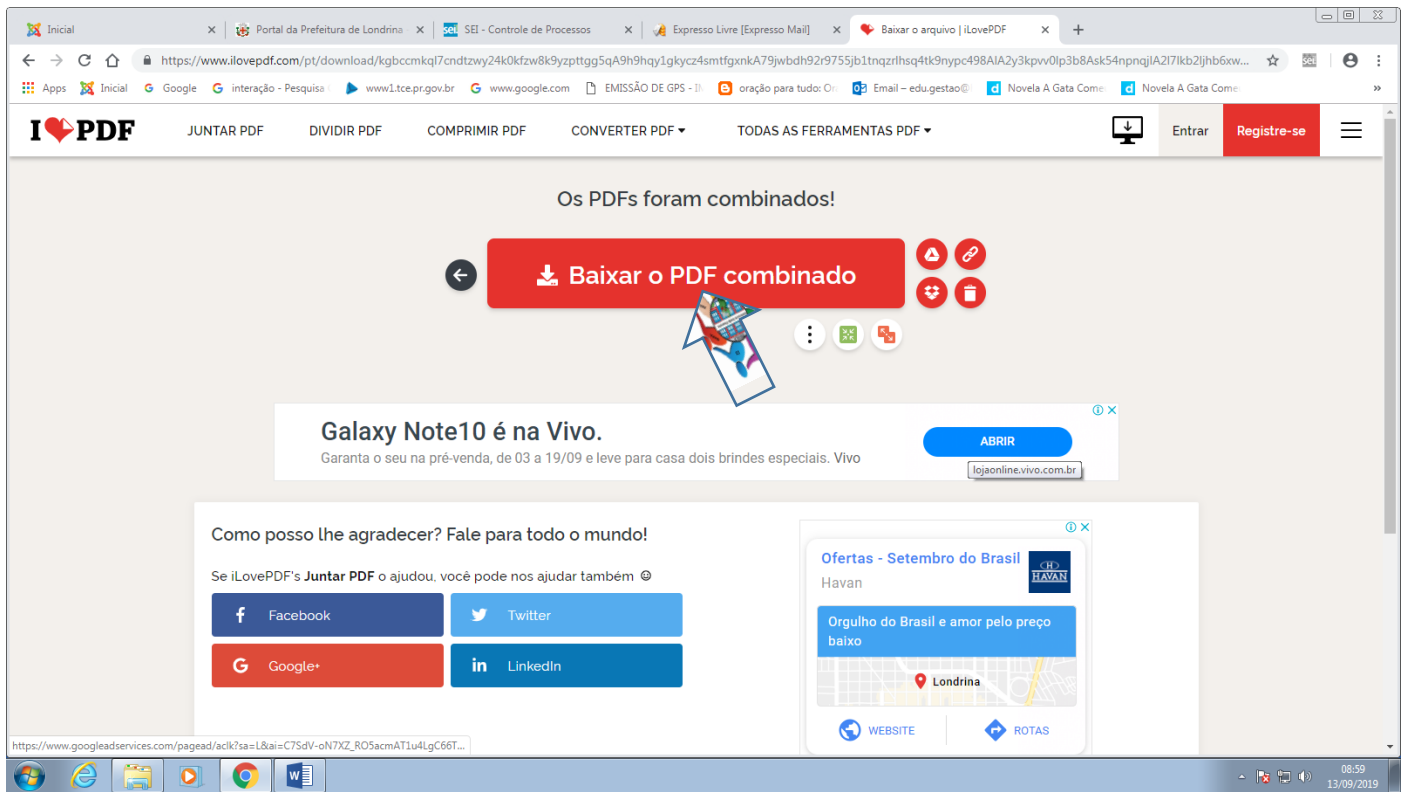 Inicial
Portal da Prefeitura de Londrina
SEI - Controle de Processos
Expresso Livre [Expresso Mail]
Baixar o arquivo | iLovePDF
https://www.ilovepdf.com/pt/download/
Apps
Inicial
Google
interação - Pesquisa
www1.tce.pr.gov.br
www.google.com
EMISSÃO DE GPS - I
oração para tudo: Or
Email – edu.gestao@
Novela A Gata Come
Novela A Gata Come
»
I PDF
JUNTAR PDF
DIVIDIR PDF
COMPRIMIR PDF
CONVERTER PDF
TODAS AS FERRAMENTAS PDF
Entrar
Registre-se
Os PDFs foram combinados!
Baixar o PDF combinado
Galaxy Note10 é na Vivo.
Garanta o seu na pré-venda, de 03 a 19/09 e leve para casa dois brindes especiais. Vivo
ABRIR
lojaonline.vivo.com.br
Como posso lhe agradecer? Fale para todo o mundo!
Se iLovePDF's Juntar PDF o ajudou, você pode nos ajudar também
Facebook
Twitter
Google+
LinkedIn
Ofertas - Setembro do Brasil
Havan
HAVAN
Orgulho do Brasil e amor pelo preço
baixo
Londrina
WEBSITE
ROTAS
https://www.googleadservices.com/pagead/aclk?sa=L&ai=
08:59
13/09/2019